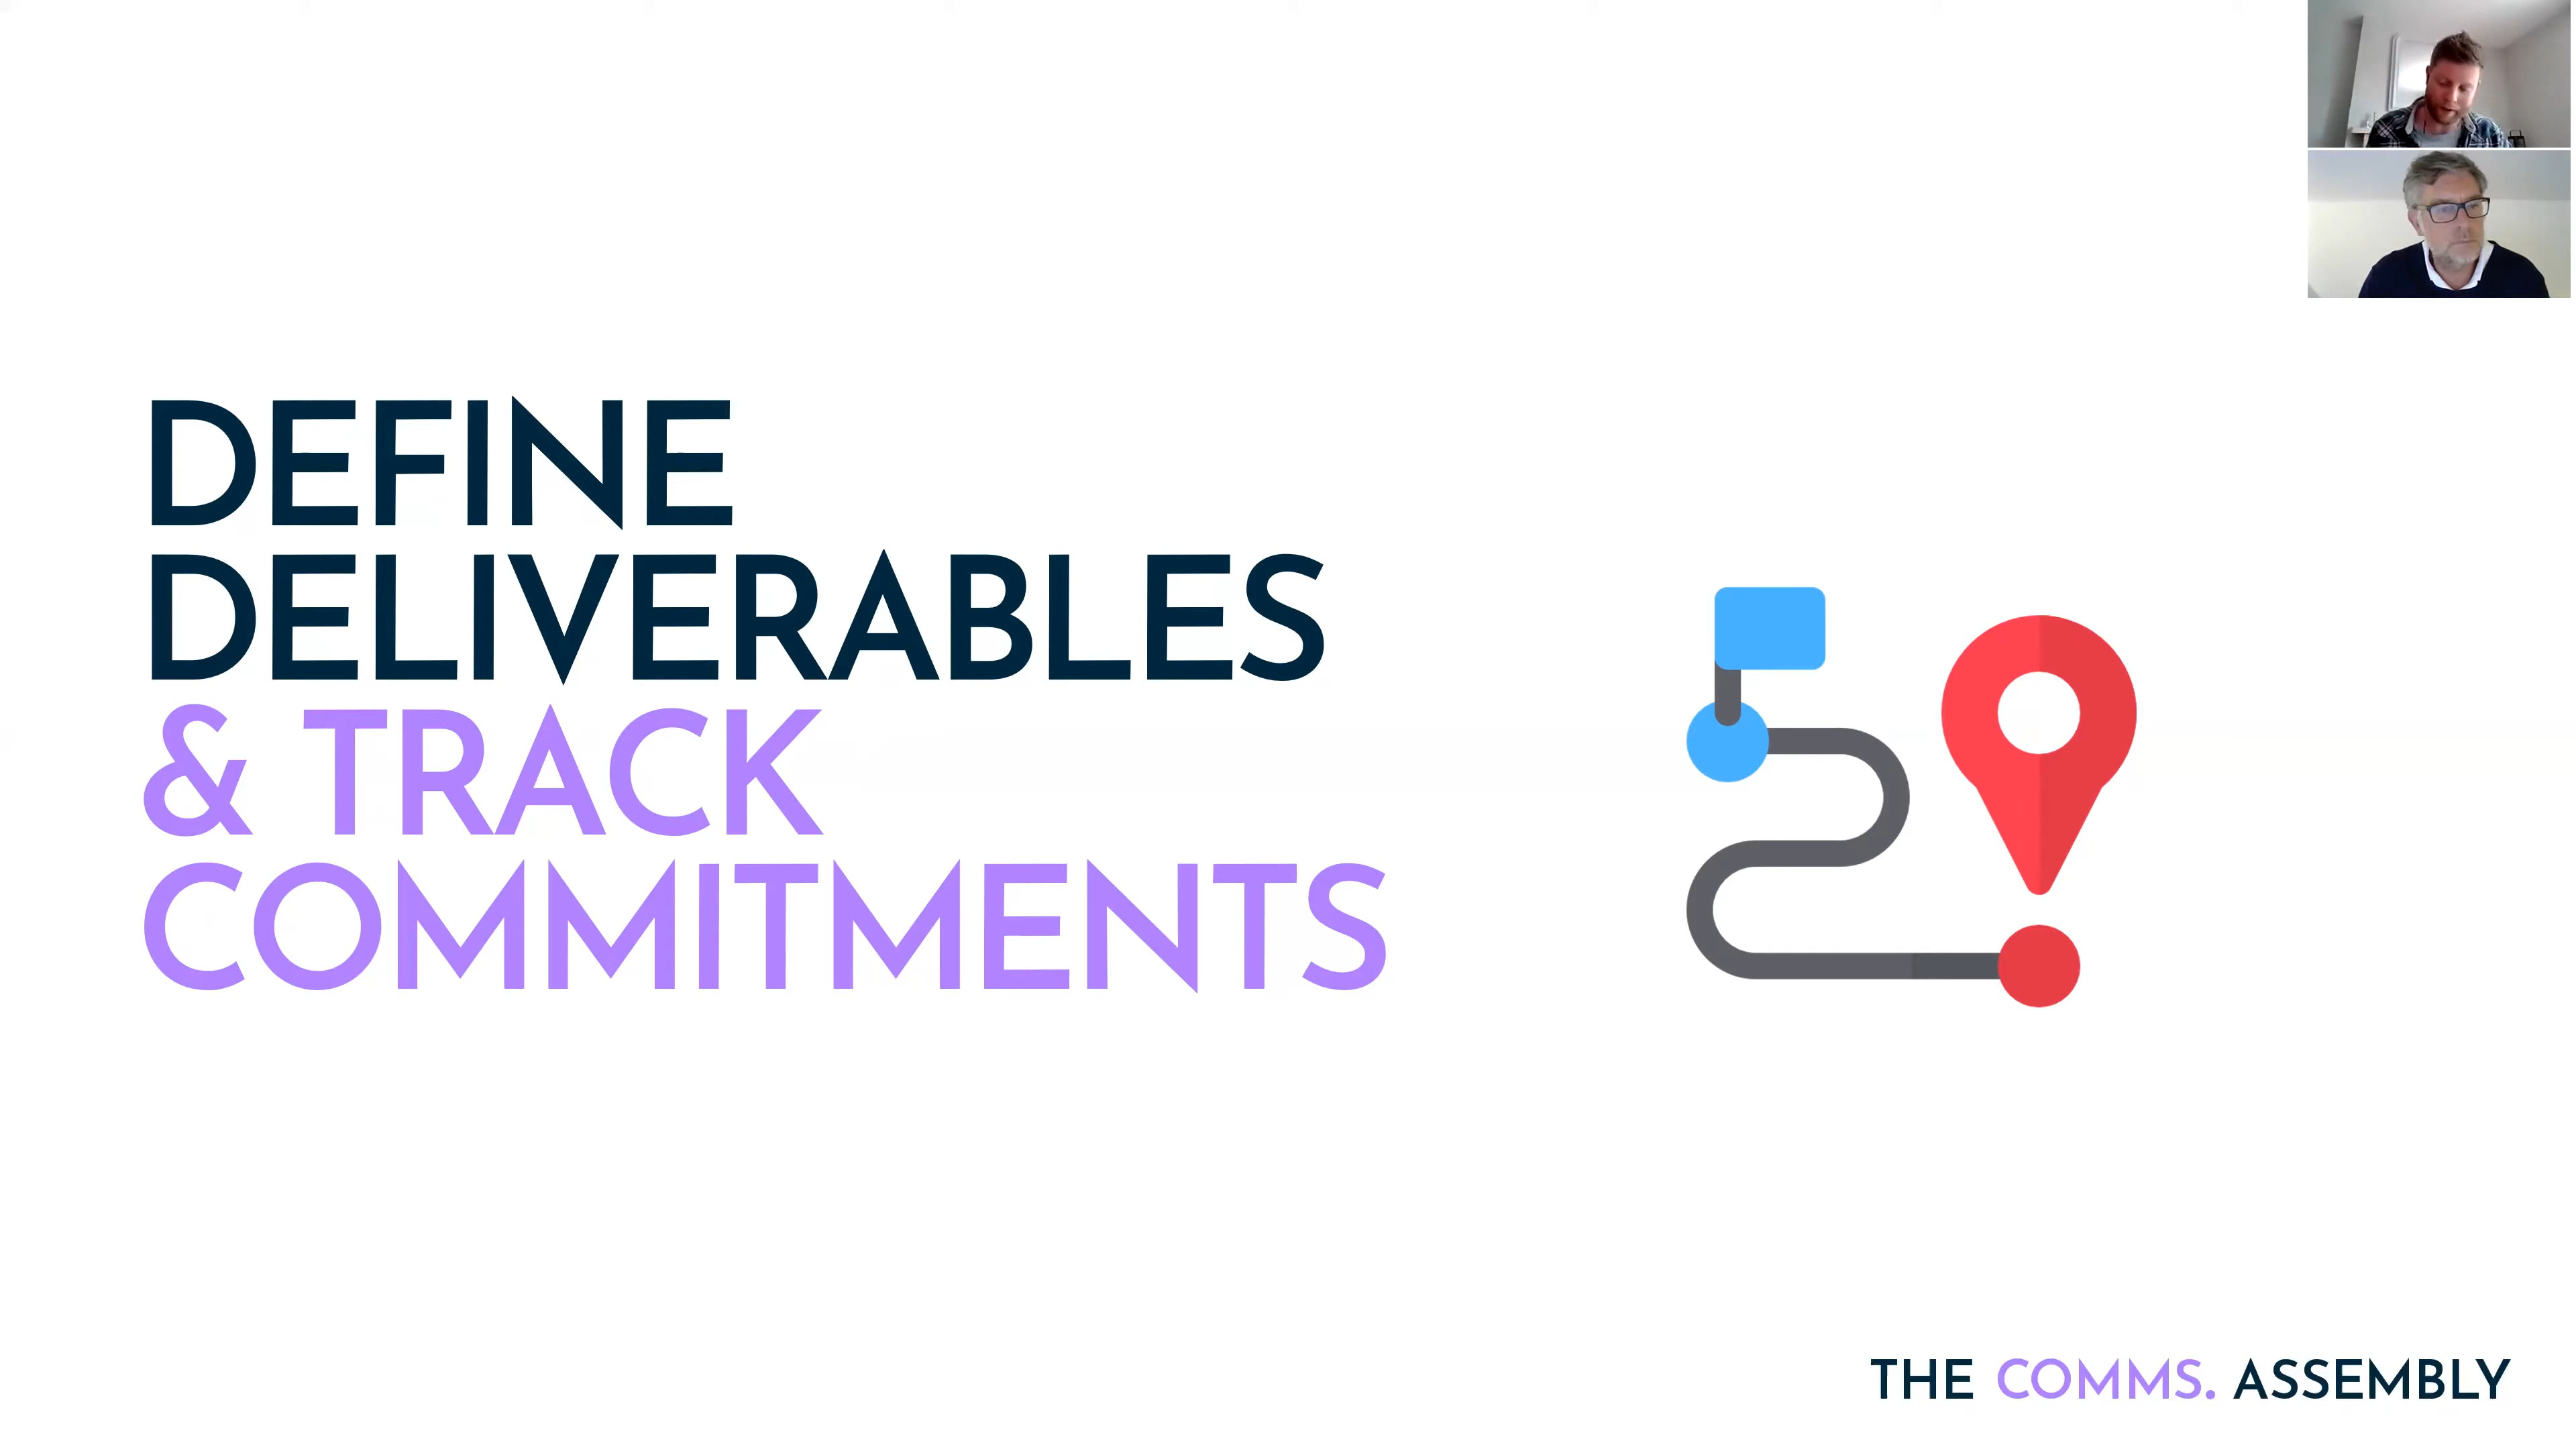 DEFINE
DELIVERABLES
& TRACK
COMMITMENTS
THE COMMS. ASSEMBLY